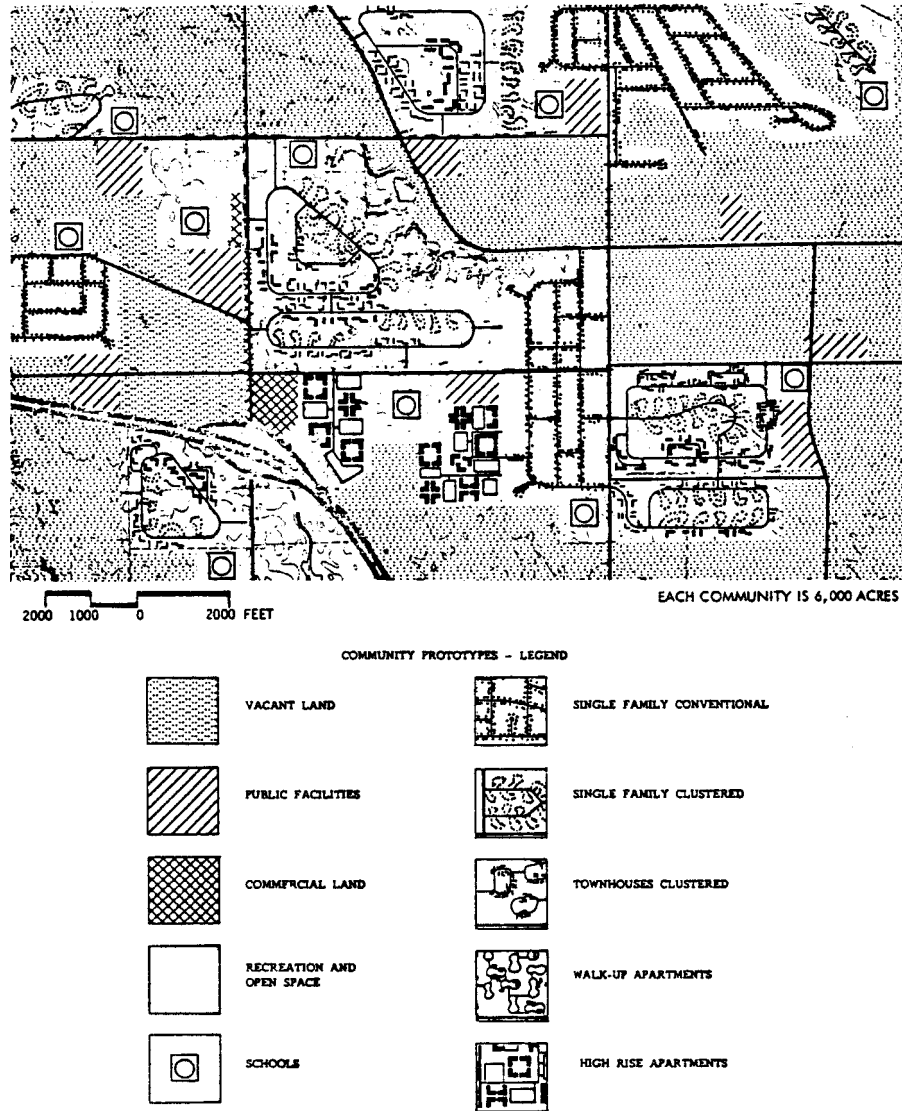 2000 1000 0 2000 FEET
EACH COMMUNITY IS 6,000 ACRES
COMMUNITY PROTOTYPES - LEGEND
VACANT LAND
PUBLIC FACILITIES
COMMERCIAL LAND
RECREATION AND
OPEN SPACE
SCHOOLS
SINGLE FAMILY CONVENTIONAL
SINGLE FAMILY CLUSTERED
TOWNHOUSES CLUSTERED
WALK-UP APARTMENTS
HIGH RISE APARTMENTS